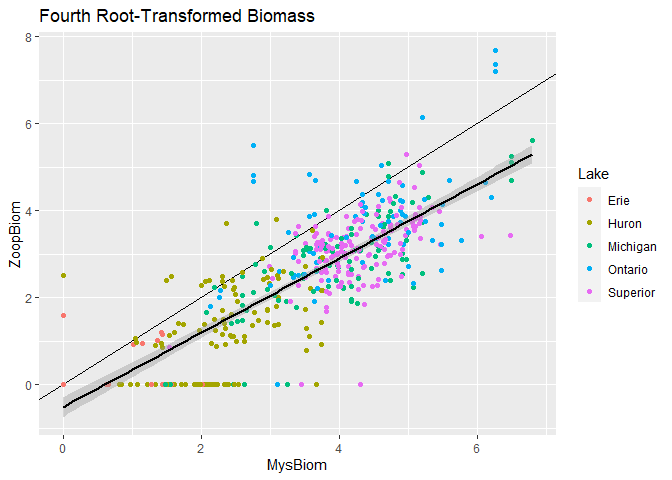 Fourth Root-Transformed Biomass
8
6
4
2
0
ZoopBiom
0
2
4
6
MysBiom
Lake
Erie
Huron
Michigan
Ontario
Superior